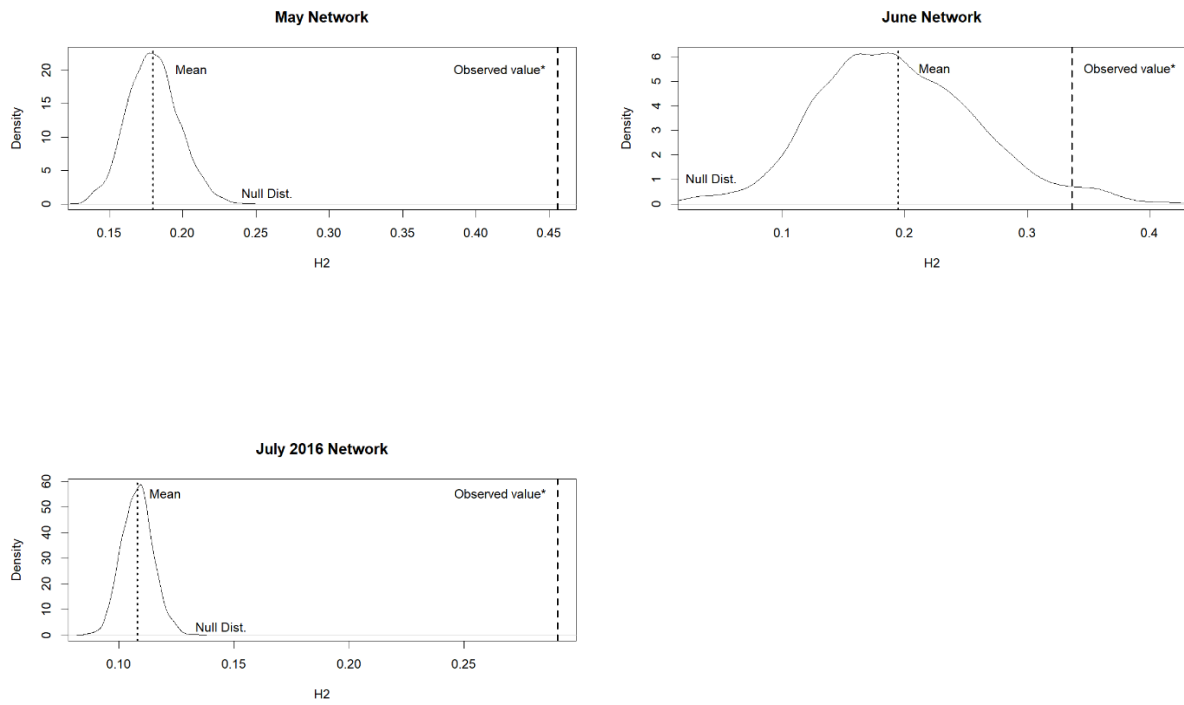 May Network
Density
20
15
10
5
0
Mean
Observed value*
Null Dist.
0.15 0.20 0.25 0.30 0.35 0.40 0.45
H2
June Network
Density
6
5
4
3
2
1
0
Mean
Observed value*
Null Dist.
0.1 0.2 0.3 0.4
H2
July 2016 Network
Density
60
50
40
30
20
10
0
Mean
Observed value*
Null Dist.
0.10 0.15 0.20 0.25
H2